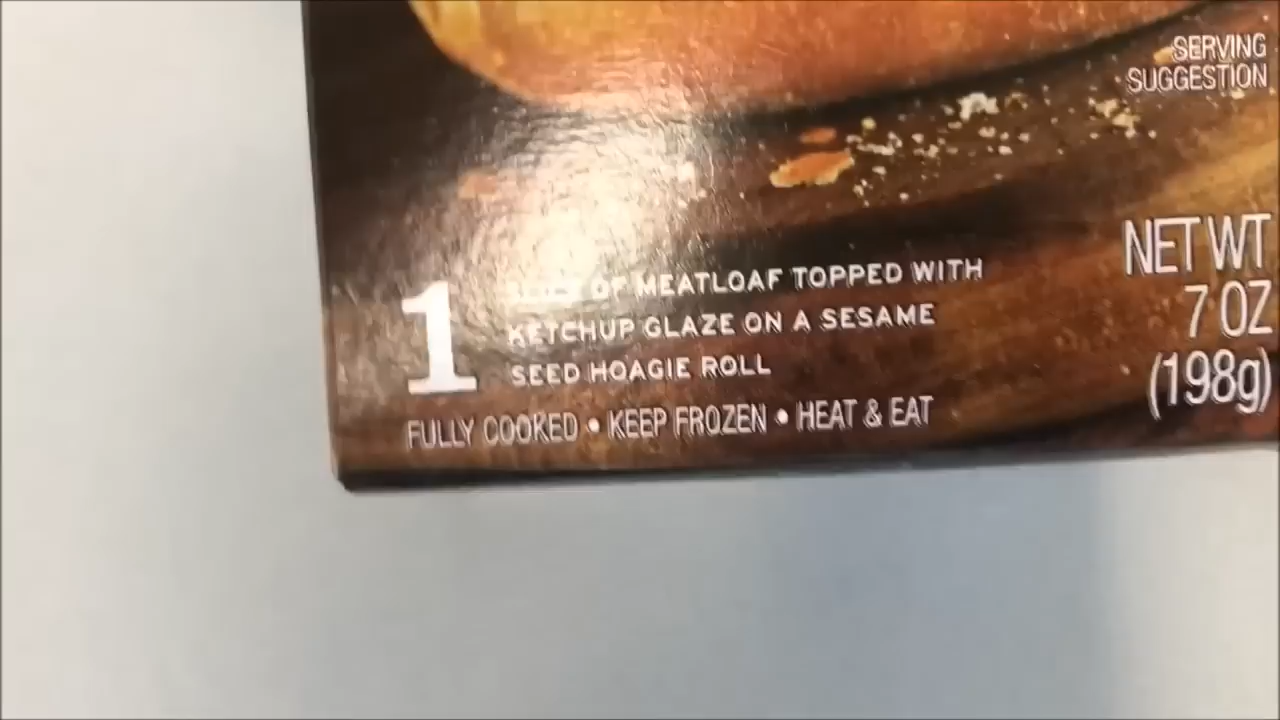 SERVING
SUGGESTION
NET WT
7 OZ
(198g)
1
SLICE OF MEATLOAF TOPPED WITH
KETCHUP GLAZE ON A SESAME
SEED HOAGIE ROLL
FULLY COOKED • KEEP FROZEN • HEAT & EAT